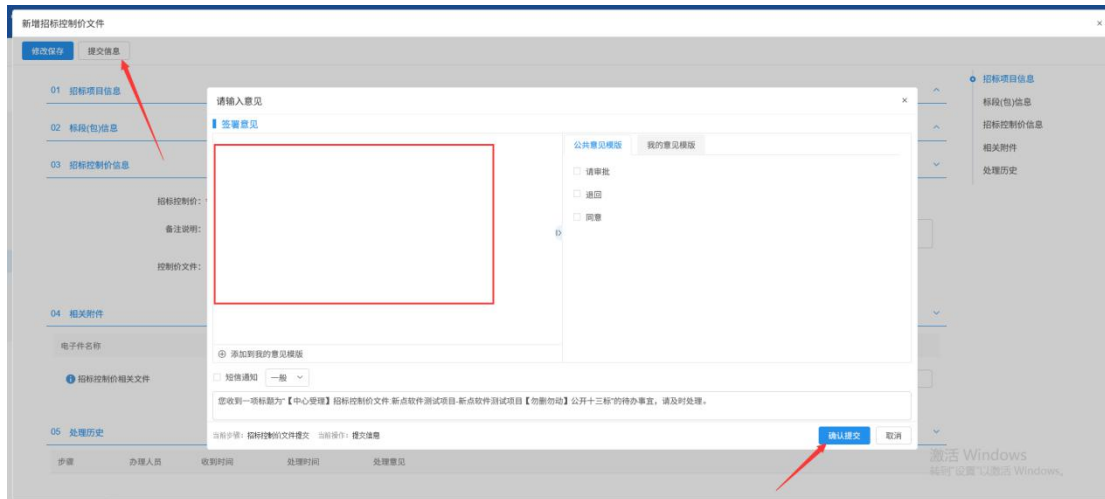 新增招标控制价文件
修改保存 提交信息
01 招标项目信息
02 标段(包)信息
03 招标控制价信息
招标控制价：
备注说明：
控制价文件：
04 相关附件
电子件名称
招标控制价相关文件
05 处理历史
步骤 办理人员 收到时间 处理时间 处理意见
请输入意见
签署意见
公共意见模版 我的意见模版
请审批
退回
同意
添加到我的意见模版
短信通知 一般
您收到一项标题为“【中心受理】招标控制价文件:新点软件测试项目-新点软件测试项目【勿删勿动】公开十三标”的待办事宜，请及时处理。
当前步骤：招标控制价文件提交 当前操作：提交信息
确认提交 取消
招标项目信息
标段(包)信息
招标控制价信息
相关附件
处理历史
激活 Windows
转到“设置”以激活 Windows。